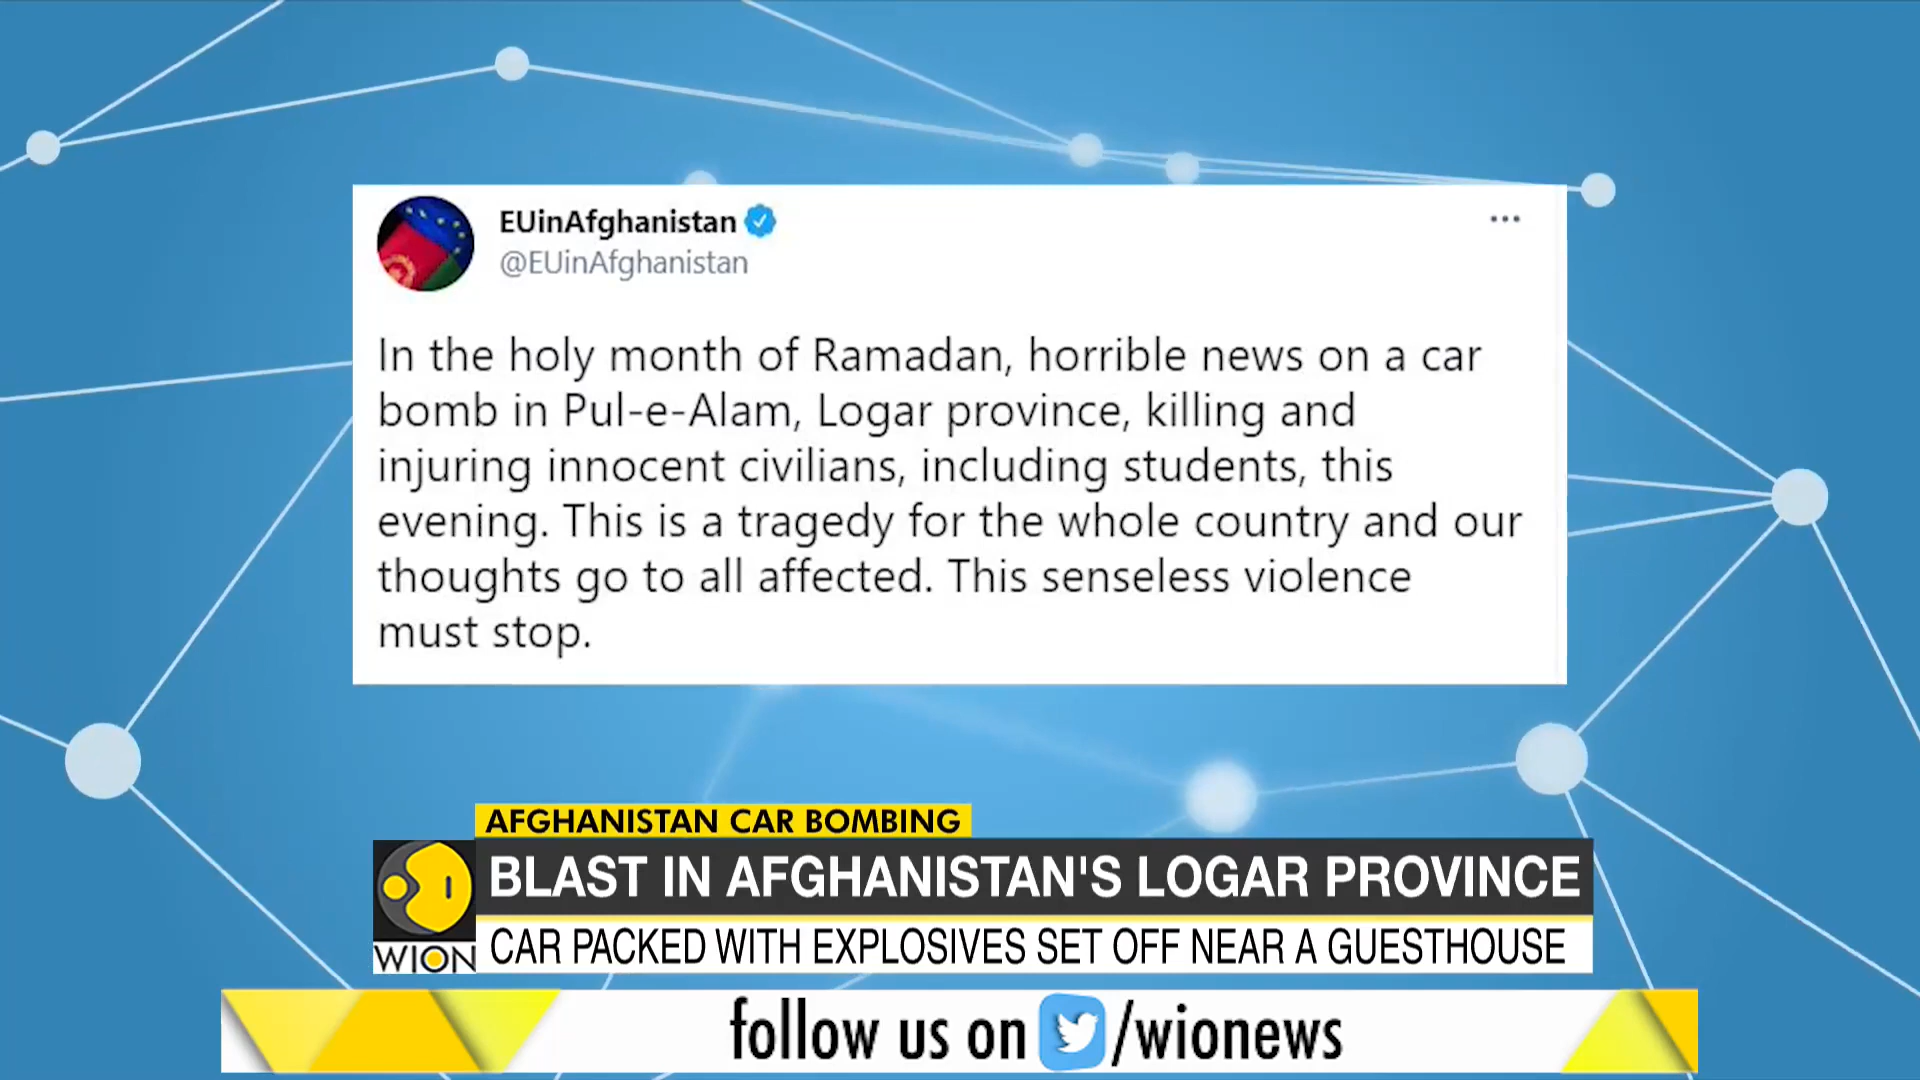 EUinAfghanistan
@EUinAfghanistan
In the holy month of Ramadan, horrible news on a car
bomb in Pul-e-Alam, Logar province, killing and
injuring innocent civilians, including students, this
evening. This is a tragedy for the whole country and our
thoughts go to all affected. This senseless violence
must stop.
AFGHANISTAN CAR BOMBING
BLAST IN AFGHANISTAN'S LOGAR PROVINCE
WION
CAR PACKED WITH EXPLOSIVES SET OFF NEAR A GUESTHOUSE
follow us on /wionews